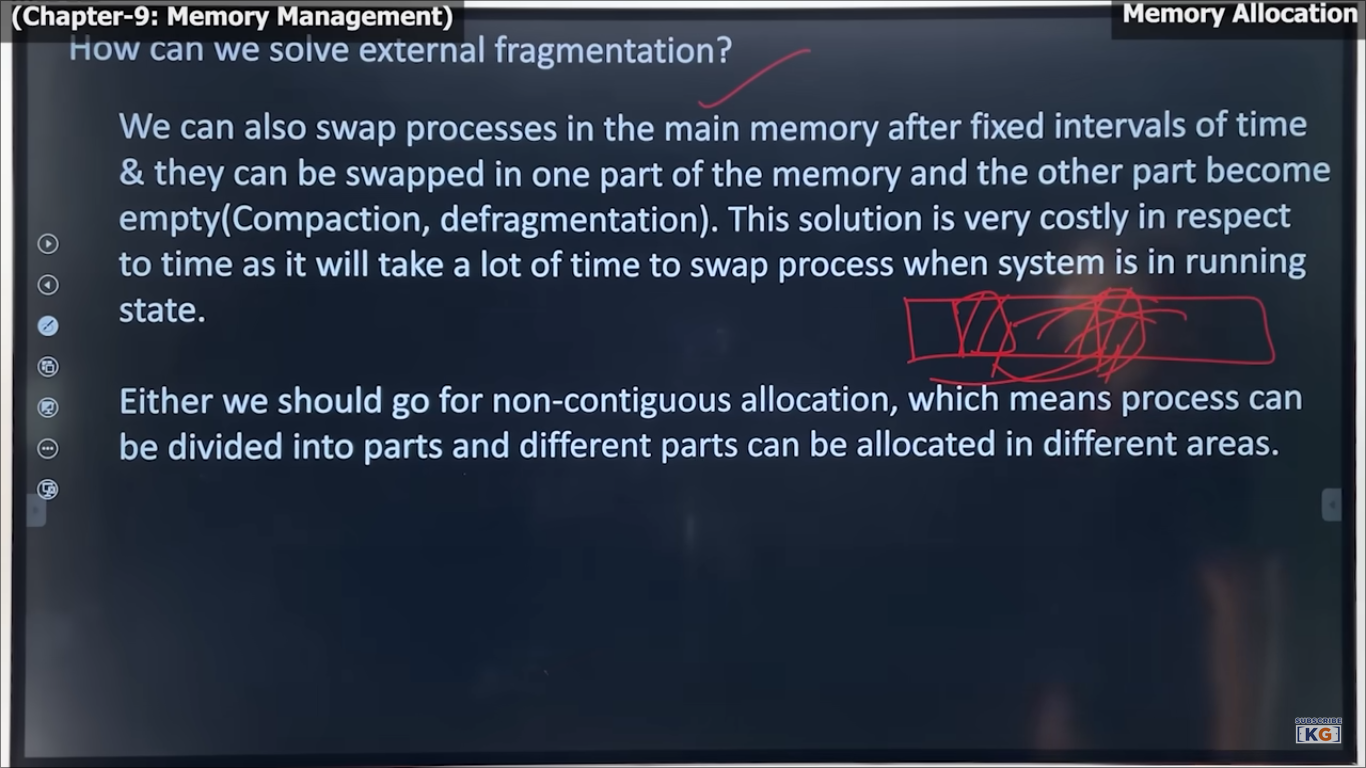 (Chapter-9: Memory Management)
Memory Allocation
How can we solve external fragmentation?
We can also swap processes in the main memory after fixed intervals of time
& they can be swapped in one part of the memory and the other part become
empty(Compaction, defragmentation). This solution is very costly in respect
to time as it will take a lot of time to swap process when system is in running
state.
Either we should go for non-contiguous allocation, which means process can
be divided into parts and different parts can be allocated in different areas.
SUBSCRIBE
[KG]